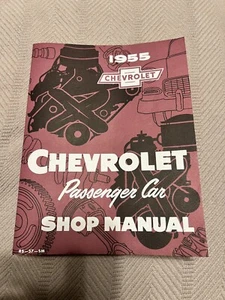 1955
CHEVROLET
CHEVROLET
Passenger Car
SHOP MANUAL